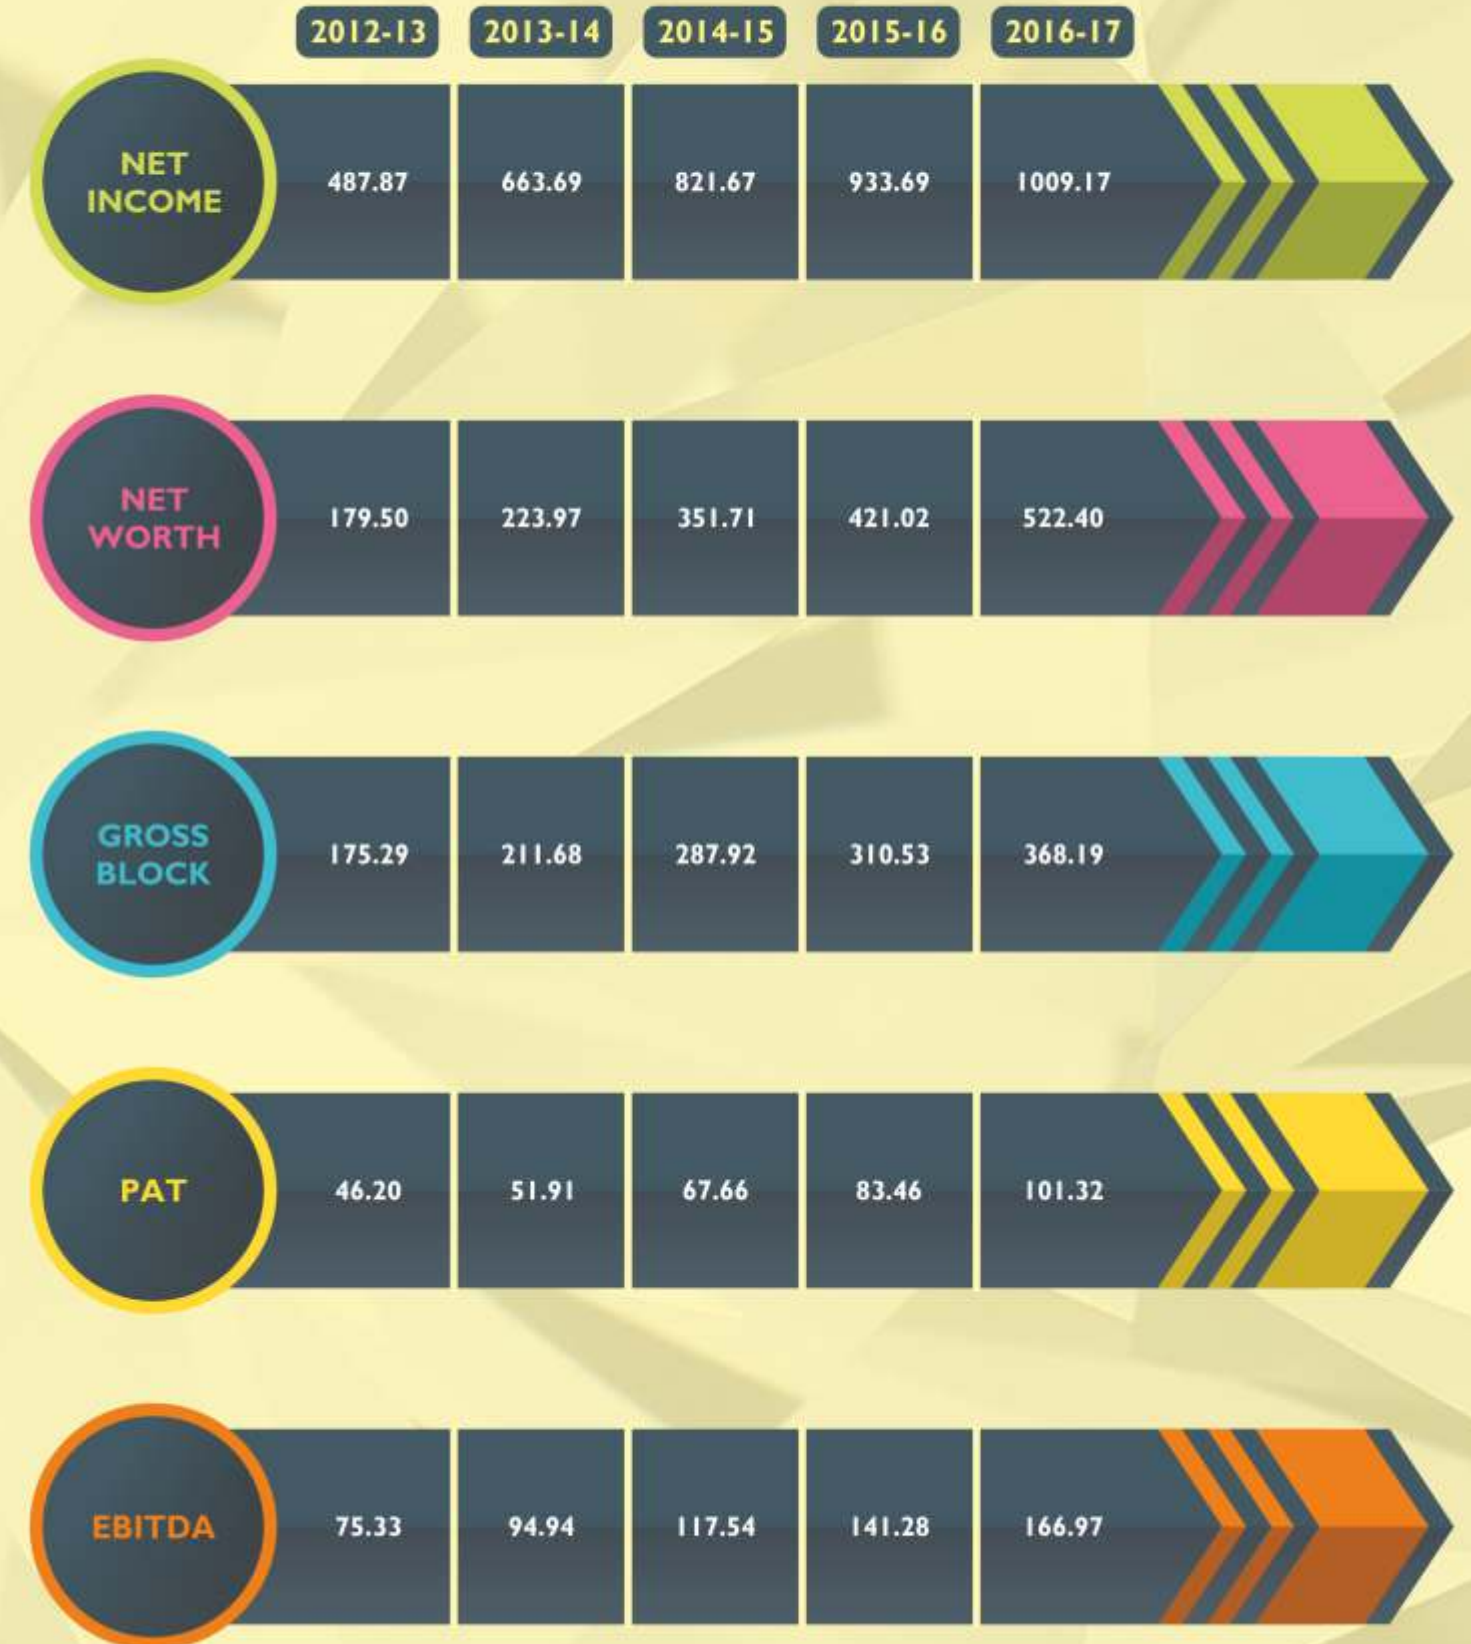 2012-13 2013-14 2014-15 2015-16 2016-17
NET
INCOME
487.87 663.69 821.67 933.69 1009.17
NET
WORTH
179.50 223.97 351.71 421.02 522.40
GROSS
BLOCK
175.29 211.68 287.92 310.53 368.19
PAT 46.20 51.91 67.66 83.46 101.32
EBITDA 75.33 94.94 117.54 141.28 166.97